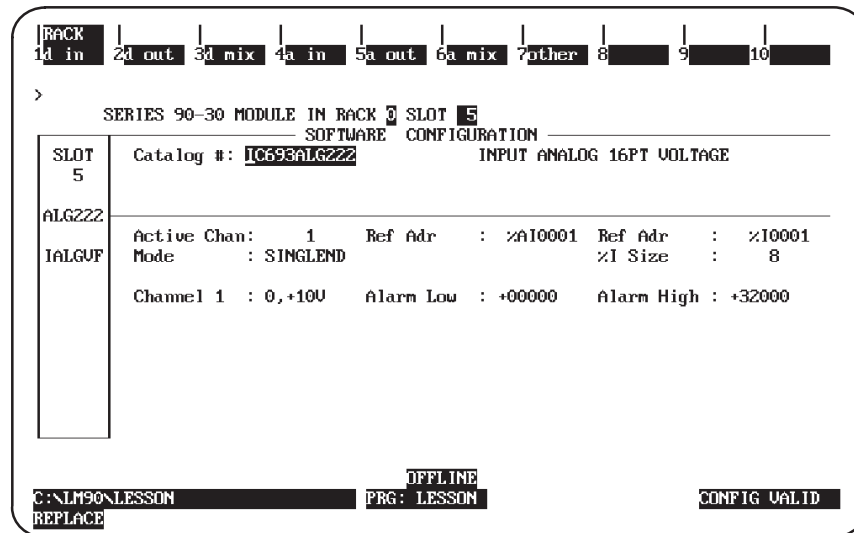 RACK
1d in 2d out 3d mix 4a in 5a out 6a mix 7other 8 9 10
>
SERIES 90-30 MODULE IN RACK 0 SLOT 5
SOFTWARE CONFIGURATION
SLOT Catalog #: IC693ALG222 INPUT ANALOG 16PT VOLTAGE
5
ALG222
Active Chan: 1 Ref Adr : %AI0001 Ref Adr : %I0001
IALGVF Mode : SINGLEND %I Size : 8
Channel 1 : 0,+10V Alarm Low : +00000 Alarm High : +32000
OFFLINE
C:\LM90\LESSON PRG: LESSON CONFIG VALID
REPLACE